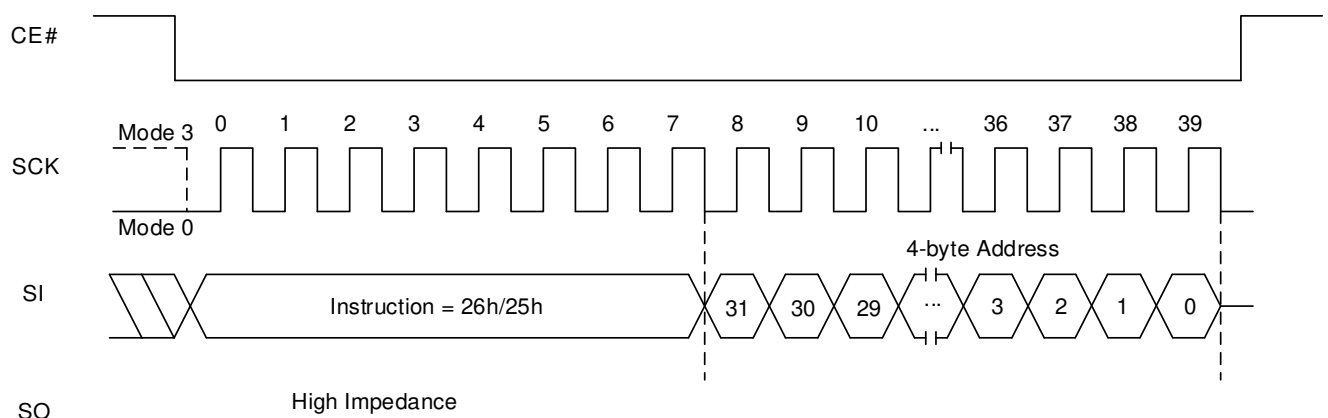 CE#
Mode 3 0 1 2 3 4 5 6 7 8 9 10 ... 36 37 38 39
SCK
Mode 0
4-byte Address
SI Instruction = 26h/25h 31 30 29 ... 3 2 1 0
High Impedance
SO